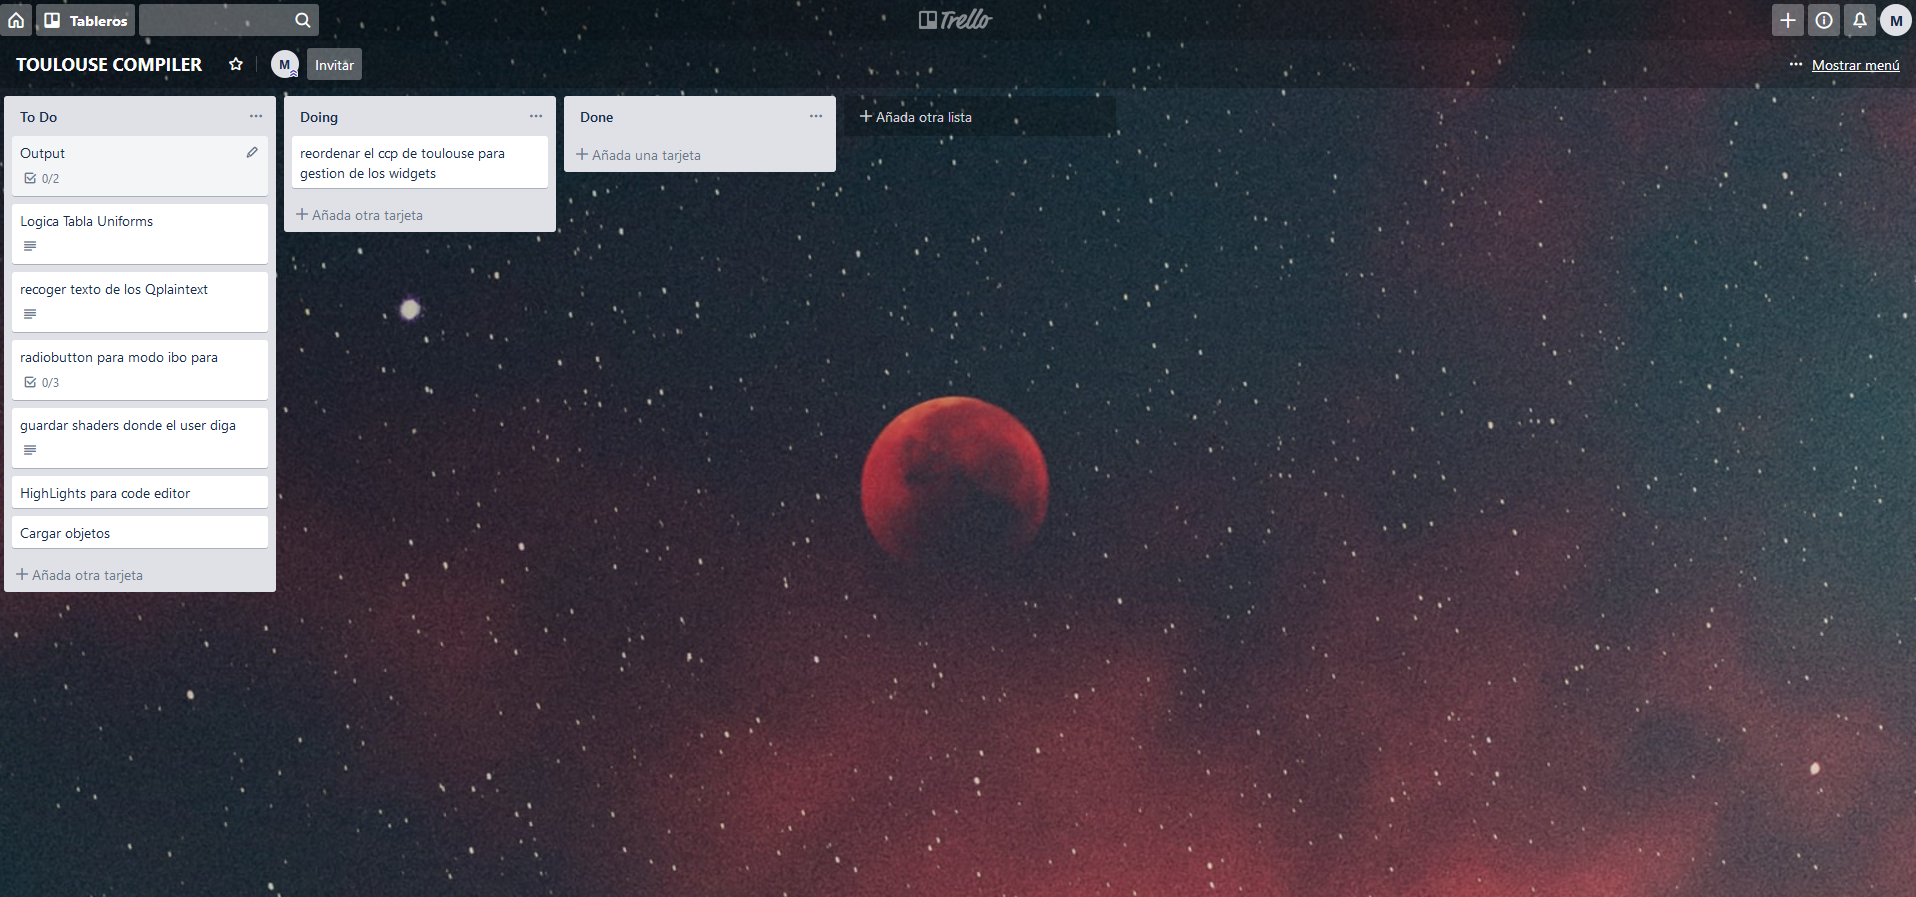 Tableros
Trello
M
TOULOUSE COMPILER
M
Invitar
Mostrar menú
To Do
Output
0/2
Logica Tabla Uniforms
recoger texto de los Qplaintext
radiobutton para modo ibo para
0/3
guardar shaders donde el user diga
HighLights para code editor
Cargar objetos
Añada otra tarjeta
Doing
reordenar el ccp de toulouse para
gestion de los widgets
Añada otra tarjeta
Done
Añada una tarjeta
Añada otra lista